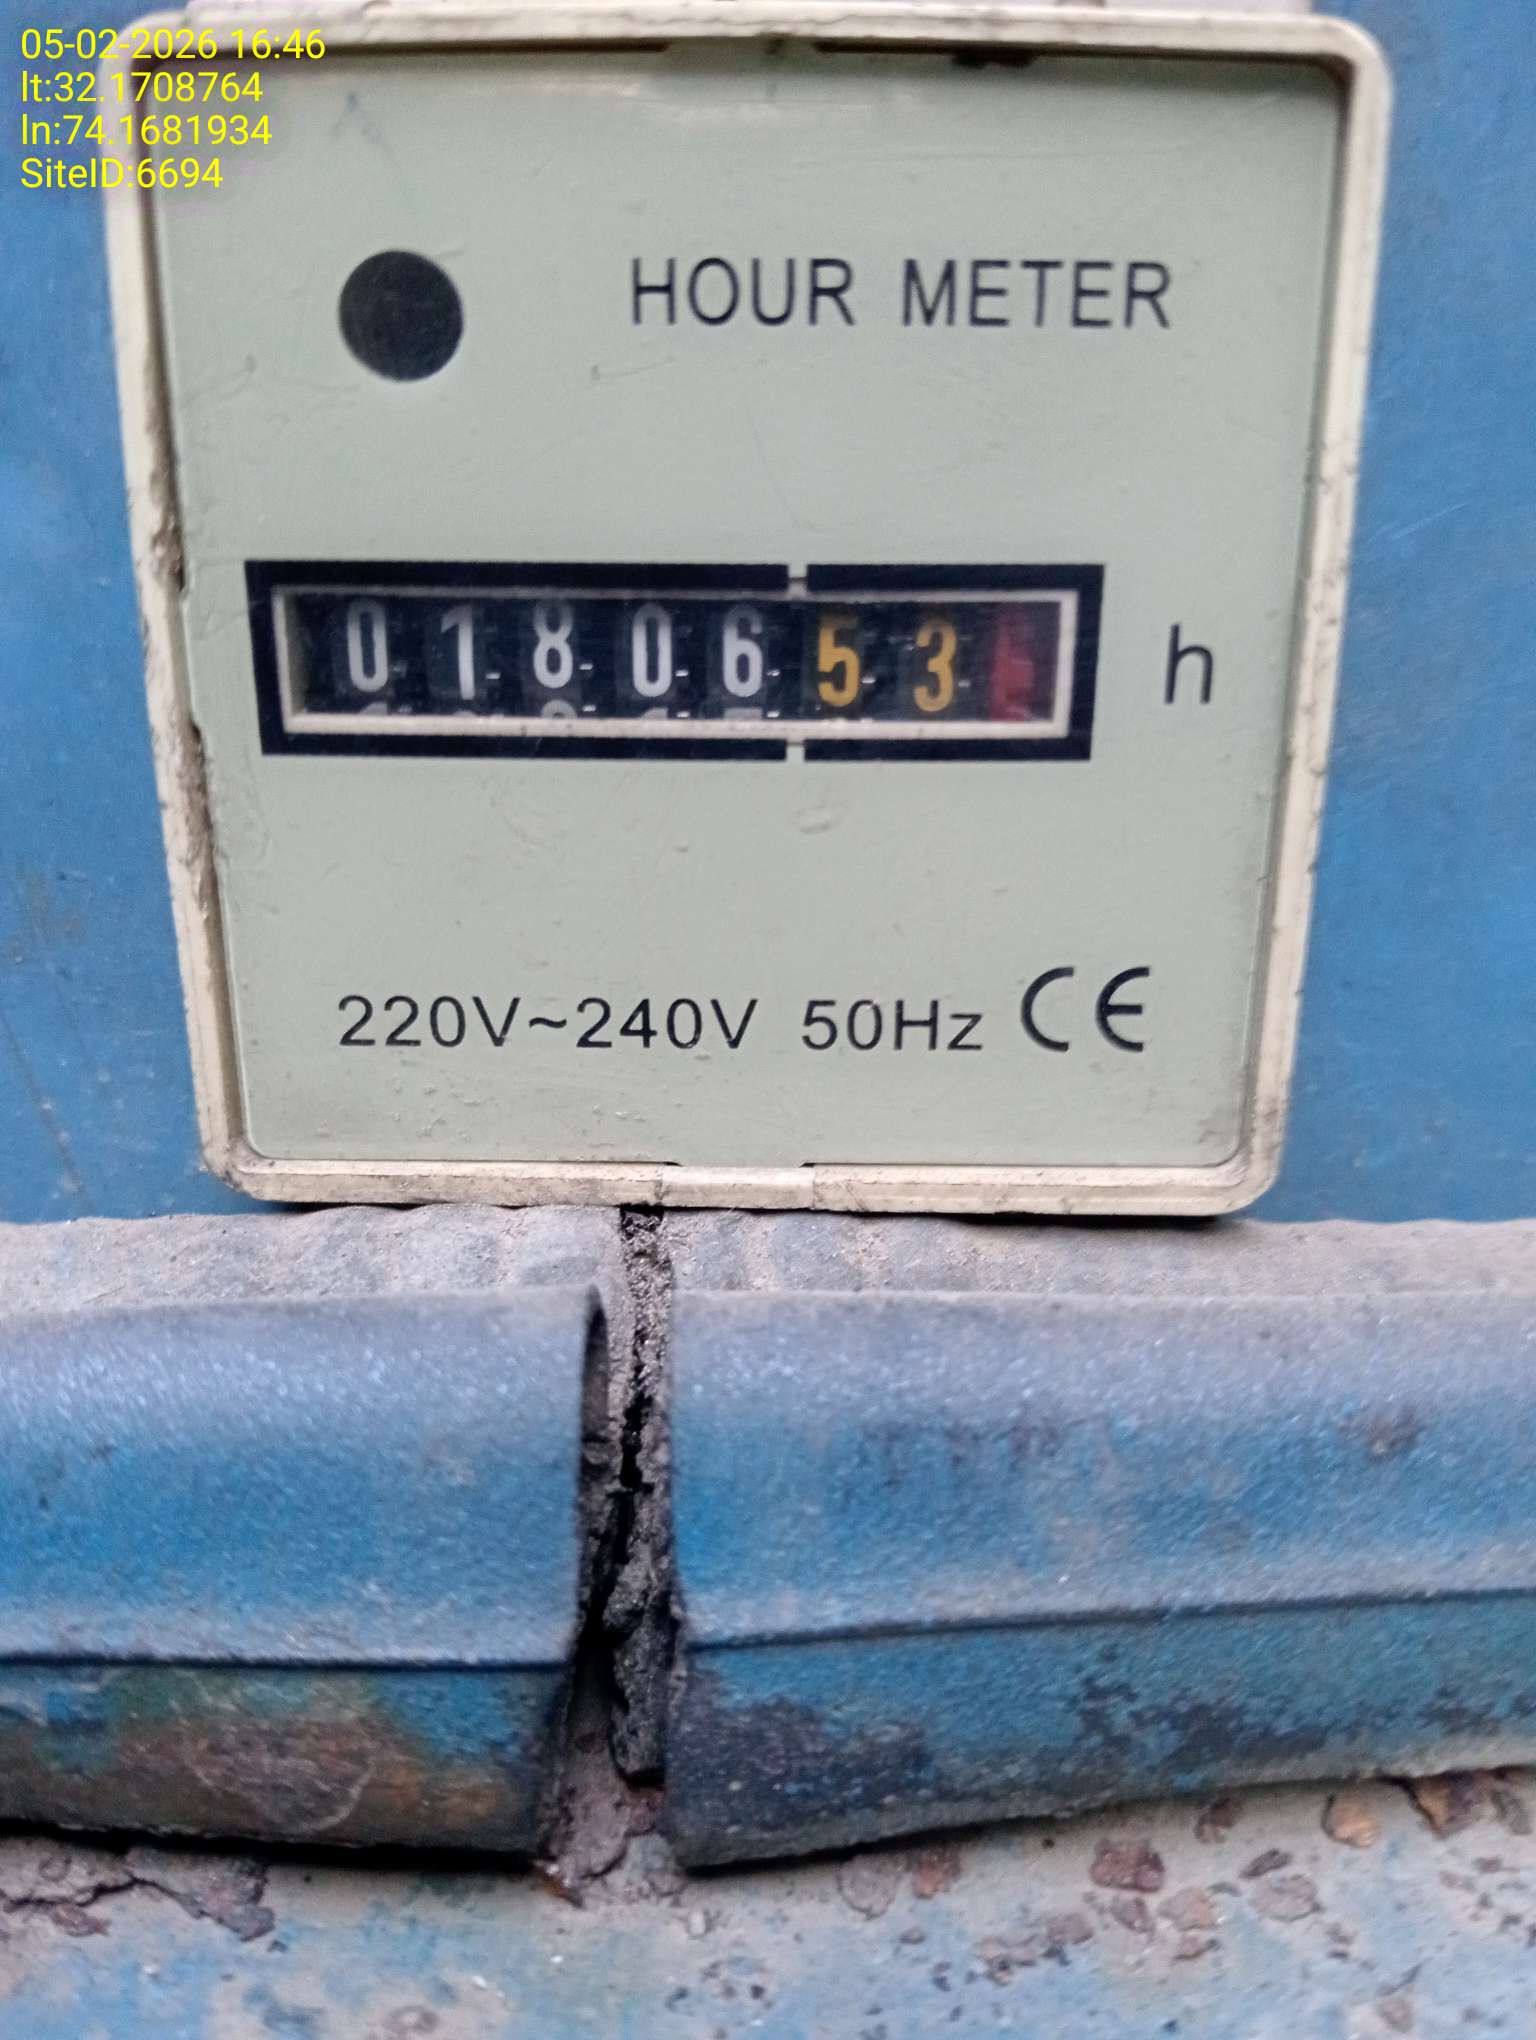 05-02-2026 16:46
lt:32.1708764
ln:74.1681934
SiteID:6694
HOUR METER
0180653 h
220V~240V 50Hz CE